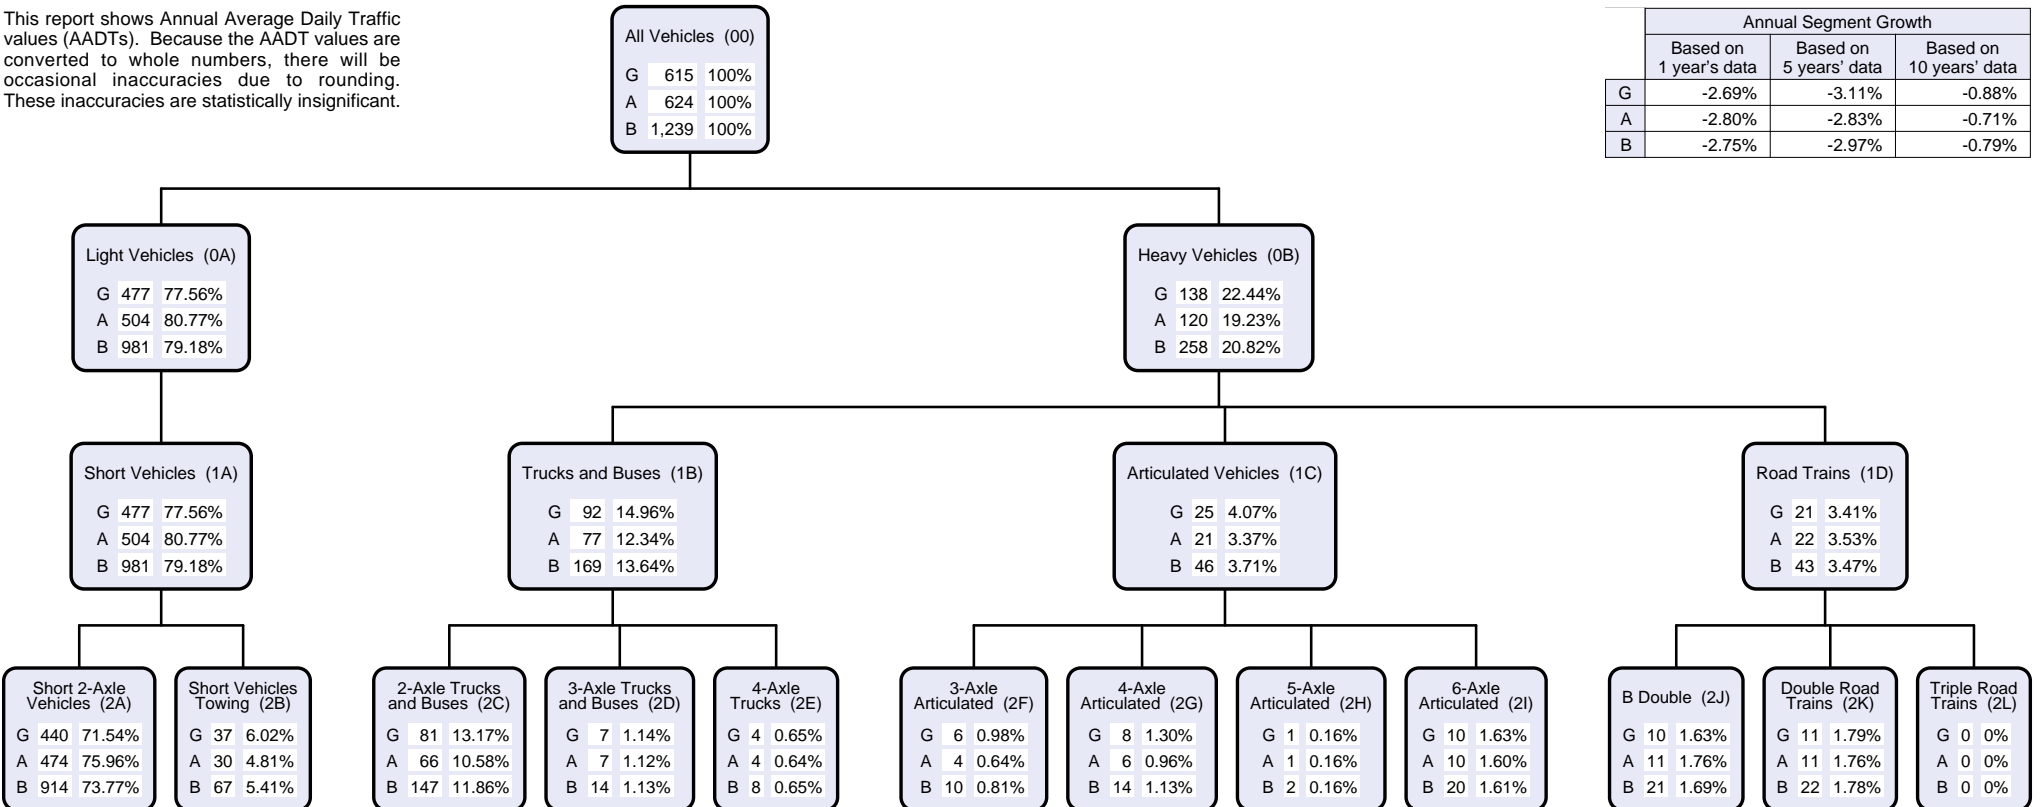 This report shows Annual Average Daily Traffic
values (AADTs). Because the AADT values are
converted to whole numbers, there will be
occasional inaccuracies due to rounding.
These inaccuracies are statistically insignificant.
All Vehicles (00)
G 615 100%
A 624 100%
B 1,239 100%
Annual Segment Growth
Based on 1 year's data Based on 5 years' data Based on 10 years' data
G -2.69% -3.11% -0.88%
A -2.80% -2.83% -0.71%
B -2.75% -2.97% -0.79%
Light Vehicles (0A)
G 477 77.56%
A 504 80.77%
B 981 79.18%
Heavy Vehicles (0B)
G 138 22.44%
A 120 19.23%
B 258 20.82%
Short Vehicles (1A)
G 477 77.56%
A 504 80.77%
B 981 79.18%
Trucks and Buses (1B)
G 92 14.96%
A 77 12.34%
B 169 13.64%
Articulated Vehicles (1C)
G 25 4.07%
A 21 3.37%
B 46 3.71%
Road Trains (1D)
G 21 3.41%
A 22 3.53%
B 43 3.47%
Short 2-Axle
Vehicles (2A)
G 440 71.54%
A 474 75.96%
B 914 73.77%
Short Vehicles
Towing (2B)
G 37 6.02%
A 30 4.81%
B 67 5.41%
2-Axle Trucks
and Buses (2C)
G 81 13.17%
A 66 10.58%
B 147 11.86%
3-Axle Trucks
and Buses (2D)
G 7 1.14%
A 7 1.12%
B 14 1.13%
4-Axle
Trucks (2E)
G 4 0.65%
A 4 0.64%
B 8 0.65%
3-Axle
Articulated (2F)
G 6 0.98%
A 4 0.64%
B 10 0.81%
4-Axle
Articulated (2G)
G 8 1.30%
A 6 0.96%
B 14 1.13%
5-Axle
Articulated (2H)
G 1 0.16%
A 1 0.16%
B 2 0.16%
6-Axle
Articulated (2I)
G 10 1.63%
A 10 1.60%
B 20 1.61%
B Double (2J)
G 10 1.63%
A 11 1.76%
B 21 1.69%
Double Road
Trains (2K)
G 11 1.79%
A 11 1.76%
B 22 1.78%
Triple Road
Trains (2L)
G 0 0%
A 0 0%
B 0 0%